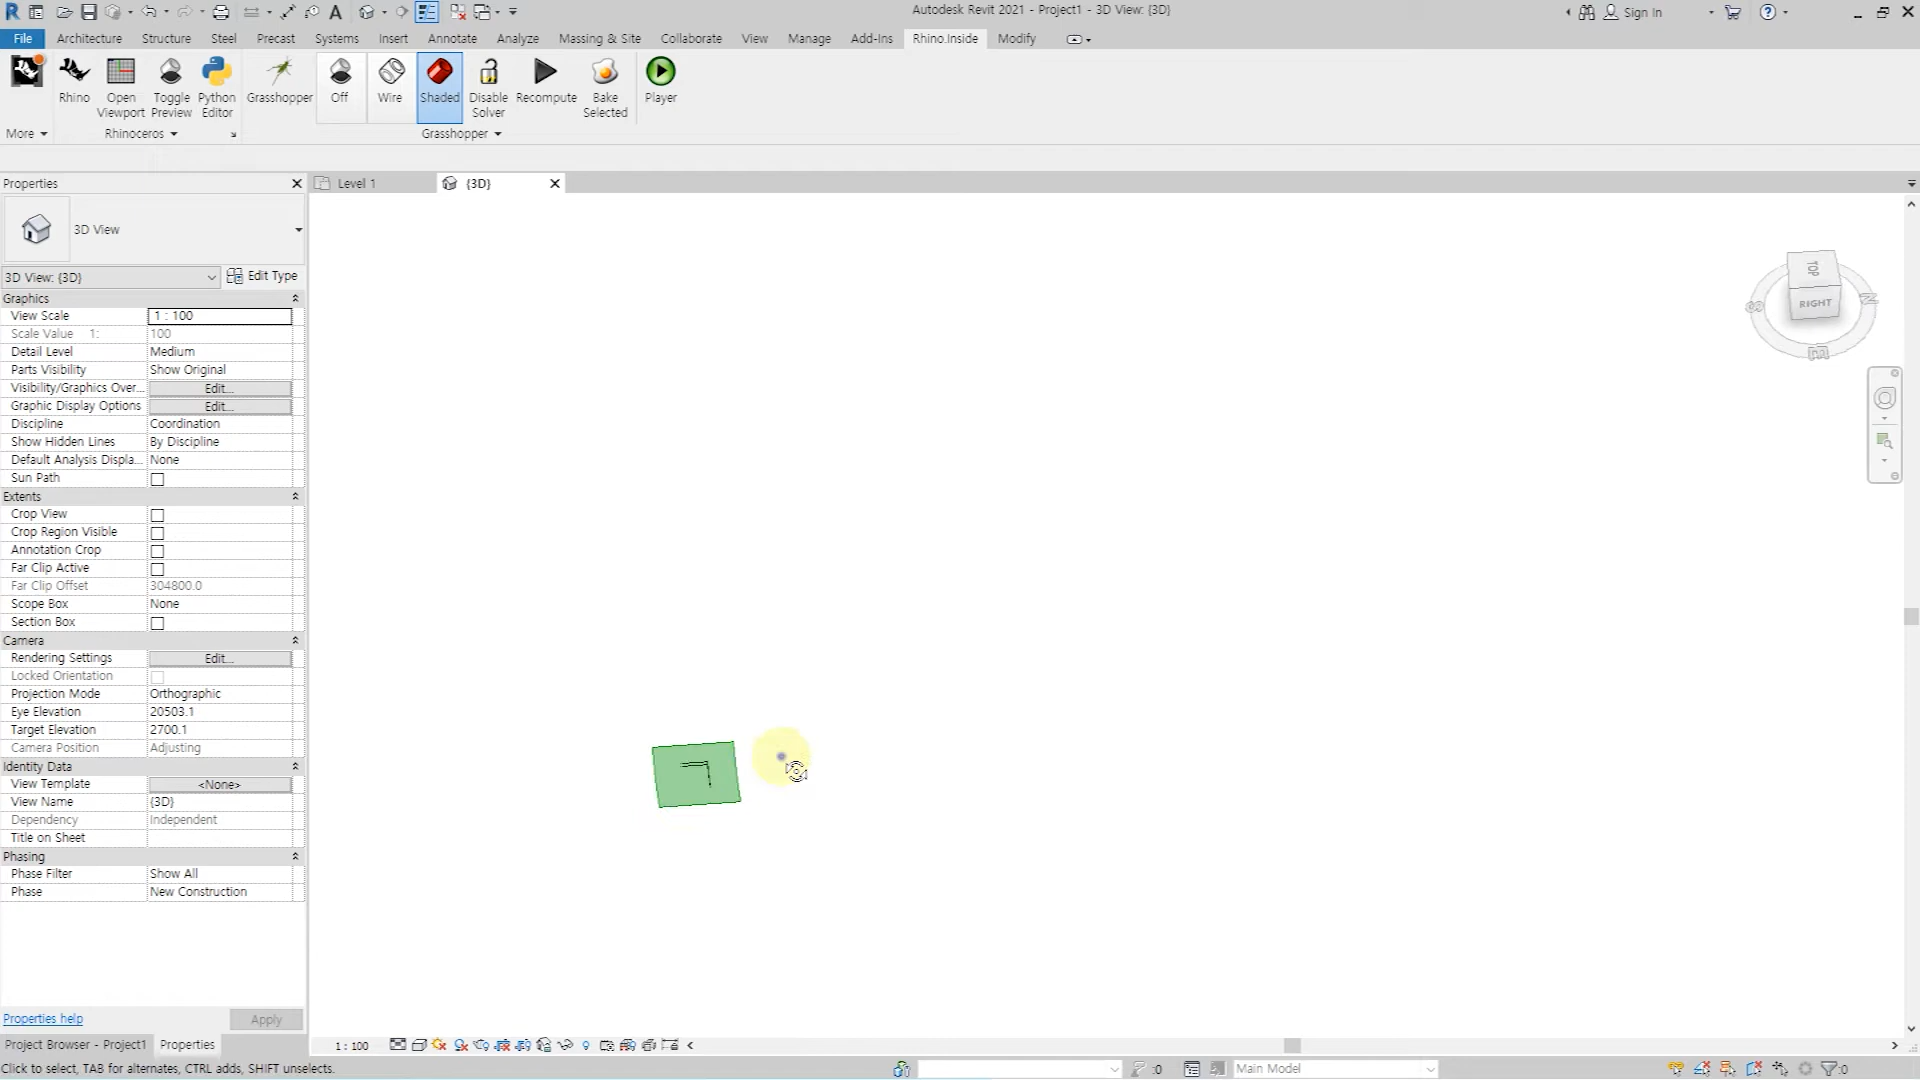 Autodesk Revit 2021 - Project1 - 3D View: {3D}
Sign In
File Architecture Structure Steel Precast Systems Insert Annotate Analyze Massing & Site Collaborate View Manage Add-Ins Rhino.Inside Modify
Rhino
Open Viewport
Toggle Preview
Python Editor
Grasshopper
Off
Wire
Shaded
Disable Solver
Recompute
Bake Selected
Player
More
Rhinoceros
Grasshopper
Properties
Level 1
{3D}
3D View
3D View: {3D}
Edit Type
Graphics
View Scale 1 : 100
Scale Value 1: 100
Detail Level Medium
Parts Visibility Show Original
Visibility/Graphics Over... Edit...
Graphic Display Options Edit...
Discipline Coordination
Show Hidden Lines By Discipline
Default Analysis Displa... None
Sun Path
Extents
Crop View
Crop Region Visible
Annotation Crop
Far Clip Active
Far Clip Offset 304800.0
Scope Box None
Section Box
Camera
Rendering Settings Edit...
Locked Orientation
Projection Mode Orthographic
Eye Elevation 20503.1
Target Elevation 2700.1
Camera Position Adjusting
Identity Data
View Template <None>
View Name {3D}
Dependency Independent
Title on Sheet
Phasing
Phase Filter Show All
Phase New Construction
TOP
RIGHT
S
N
E
Properties help
Apply
Project Browser - Project1
Properties
1 : 100
Click to select, TAB for alternates, CTRL adds, SHIFT unselects.
:0
Main Model
:0